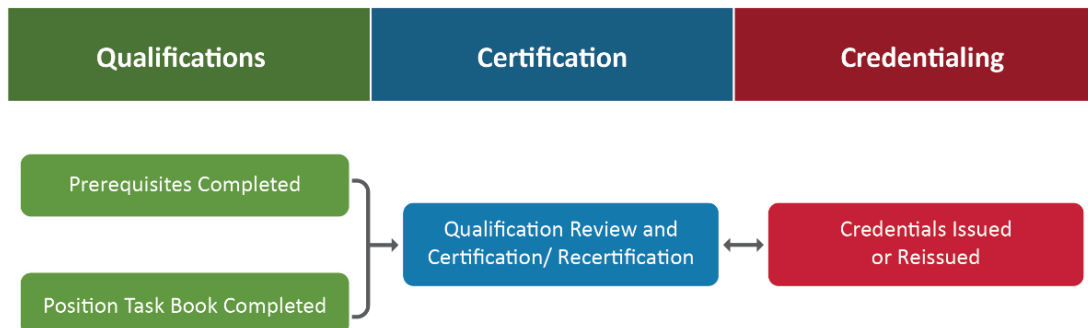 Qualifications
Certification
Credentialing
Prerequisites Completed
Position Task Book Completed
Qualification Review and
Certification/ Recertification
Credentials Issued
or Reissued